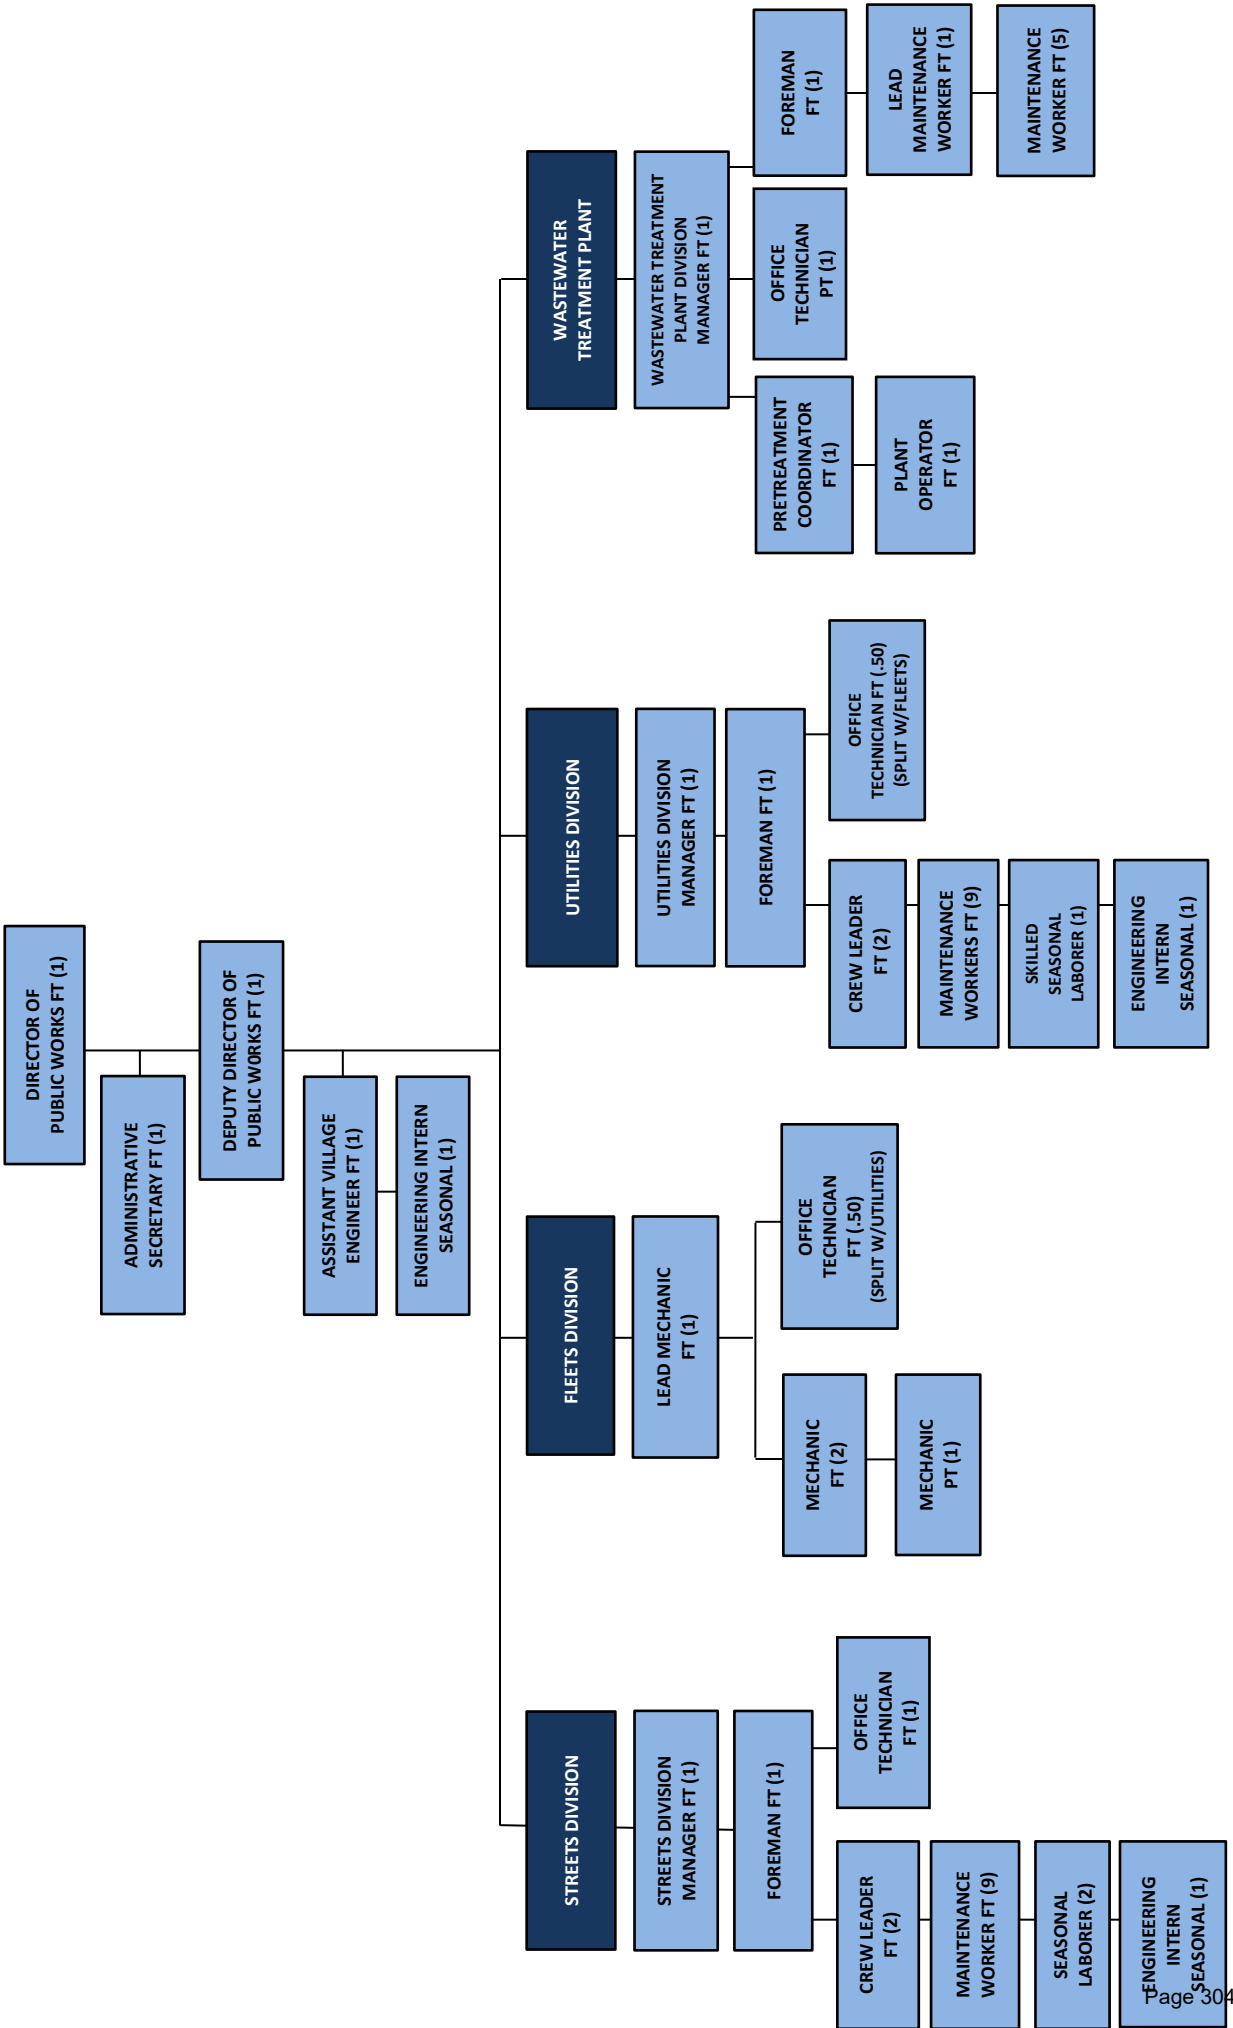 DIRECTOR OF
PUBLIC WORKS FT (1)
ADMINISTRATIVE
SECRETARY FT (1)
DEPUTY DIRECTOR OF
PUBLIC WORKS FT (1)
ASSISTANT VILLAGE
ENGINEER FT (1)
ENGINEERING INTERN
SEASONAL (1)
STREETS DIVISION
STREETS DIVISION
MANAGER FT (1)
FOREMAN FT (1)
CREW LEADER
FT (2)
MAINTENANCE
WORKER FT (9)
SEASONAL
LABORER (2)
ENGINEERING
INTERN
SEASONAL (1)
OFFICE
TECHNICIAN
FT (1)
FLEETS DIVISION
LEAD MECHANIC
FT (1)
MECHANIC
FT (2)
MECHANIC
PT (1)
OFFICE
TECHNICIAN
FT (.50)
(SPLIT W/UTILITIES)
UTILITIES DIVISION
UTILITIES DIVISION
MANAGER FT (1)
FOREMAN FT (1)
CREW LEADER
FT (2)
MAINTENANCE
WORKERS FT (9)
SKILLED
SEASONAL
LABORER (1)
ENGINEERING
INTERN
SEASONAL (1)
OFFICE
TECHNICIAN FT (.50)
(SPLIT W/FLEETS)
WASTEWATER
TREATMENT PLANT
WASTEWATER TREATMENT
PLANT DIVISION
MANAGER FT (1)
PRETREATMENT
COORDINATOR
FT (1)
PLANT
OPERATOR
FT (1)
OFFICE
TECHNICIAN
PT (1)
FOREMAN
FT (1)
LEAD
MAINTENANCE
WORKER FT (1)
MAINTENANCE
WORKER FT (5)
Page 304